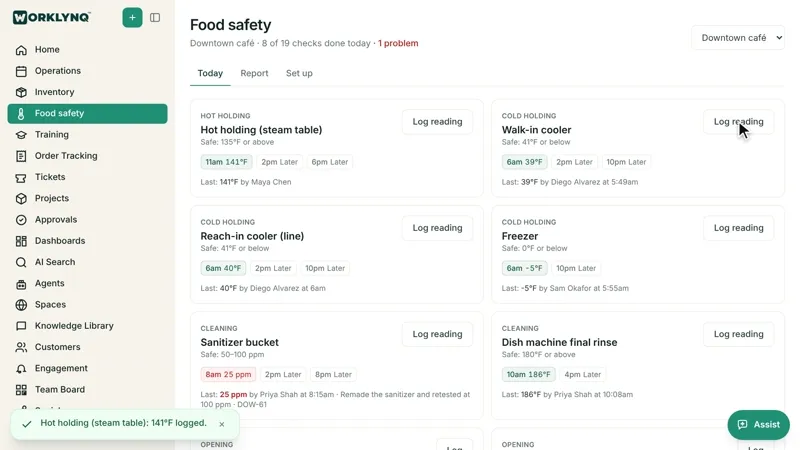 WORKLYNQ™
Home
Operations
Inventory
Food safety
Training
Order Tracking
Tickets
Projects
Approvals
Dashboards
AI Search
Agents
Spaces
Knowledge Library
Customers
Engagement
Team Board
Food safety
Downtown café · 8 of 19 checks done today · 1 problem
Downtown café
Today Report Set up
HOT HOLDING
Hot holding (steam table)
Safe: 135°F or above
Log reading
11am 141°F 2pm Later 6pm Later
Last: 141°F by Maya Chen
COLD HOLDING
Walk-in cooler
Safe: 41°F or below
Log reading
6am 39°F 2pm Later 10pm Later
Last: 39°F by Diego Alvarez at 5:49am
COLD HOLDING
Reach-in cooler (line)
Safe: 41°F or below
Log reading
6am 40°F 2pm Later 10pm Later
Last: 40°F by Diego Alvarez at 6am
COLD HOLDING
Freezer
Safe: 0°F or below
Log reading
6am -5°F 10pm Later
Last: -5°F by Sam Okafor at 5:55am
CLEANING
Sanitizer bucket
Safe: 50–100 ppm
Log reading
8am 25 ppm 2pm Later 8pm Later
Last: 25 ppm by Priya Shah at 8:15am · Remade the sanitizer and retested at
100 ppm · DOW-61
CLEANING
Dish machine final rinse
Safe: 180°F or above
Log reading
10am 186°F 4pm Later
Last: 186°F by Priya Shah at 10:08am
OPENING
Log
OPENING
Log
Hot holding (steam table): 141°F logged.
Assist